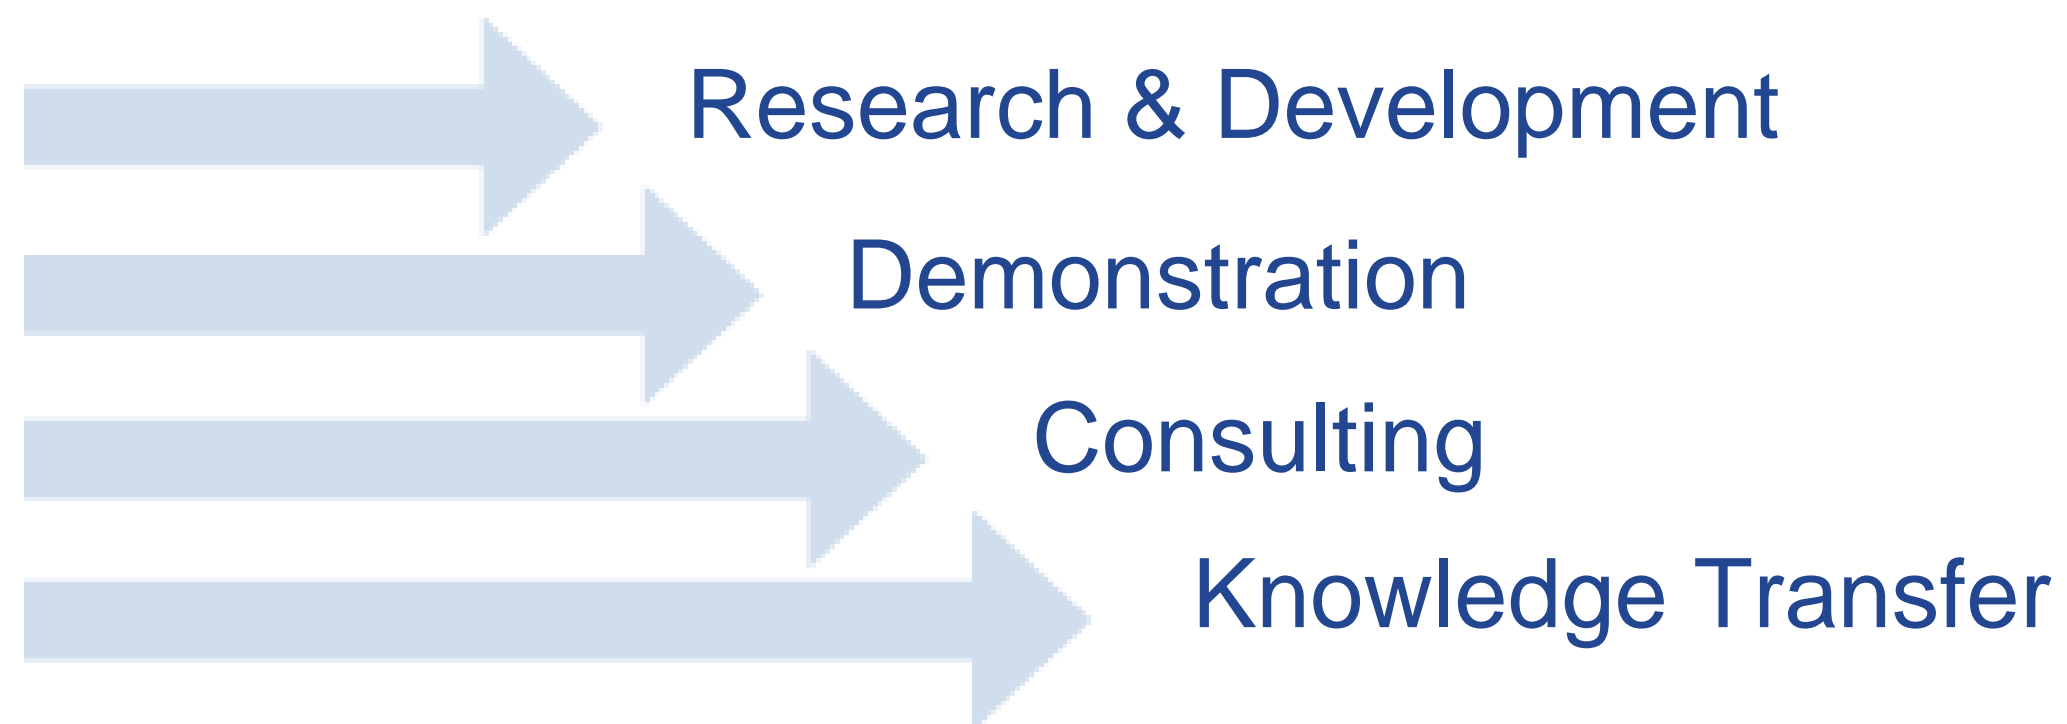 Research & Development
Demonstration
Consulting
Knowledge Transfer